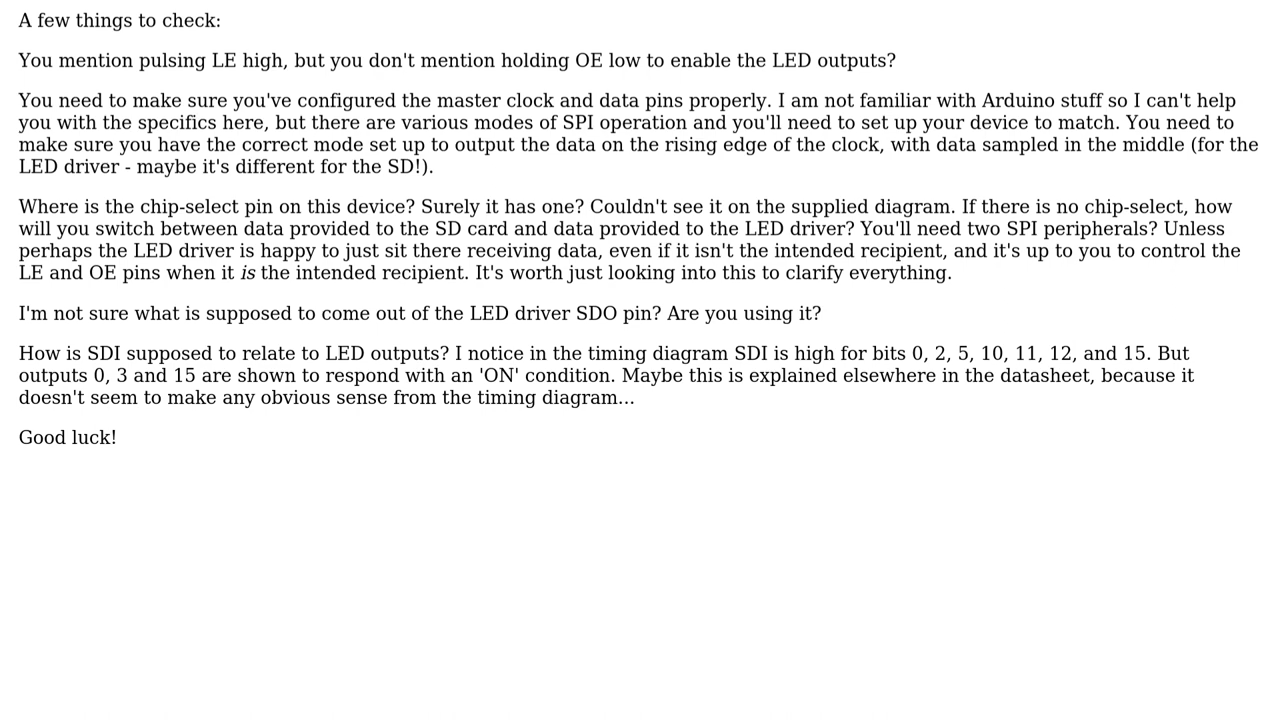 A few things to check:
You mention pulsing LE high, but you don't mention holding OE low to enable the LED outputs?
You need to make sure you've configured the master clock and data pins properly. I am not familiar with Arduino stuff so I can't help
you with the specifics here, but there are various modes of SPI operation and you'll need to set up your device to match. You need to
make sure you have the correct mode set up to output the data on the rising edge of the clock, with data sampled in the middle (for the
LED driver - maybe it's different for the SD!).
Where is the chip-select pin on this device? Surely it has one? Couldn't see it on the supplied diagram. If there is no chip-select, how
will you switch between data provided to the SD card and data provided to the LED driver? You'll need two SPI peripherals? Unless
perhaps the LED driver is happy to just sit there receiving data, even if it isn't the intended recipient, and it's up to you to control the
LE and OE pins when it is the intended recipient. It's worth just looking into this to clarify everything.
I'm not sure what is supposed to come out of the LED driver SDO pin? Are you using it?
How is SDI supposed to relate to LED outputs? I notice in the timing diagram SDI is high for bits 0, 2, 5, 10, 11, 12, and 15. But
outputs 0, 3 and 15 are shown to respond with an 'ON' condition. Maybe this is explained elsewhere in the datasheet, because it
doesn't seem to make any obvious sense from the timing diagram...
Good luck!